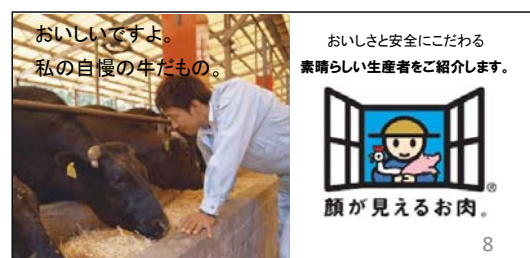 おいしいですよ。
私の自慢の牛だもの。
おいしさと安全にこだわる
素晴らしい生産者をご紹介します。
®
顔が見えるお肉。
8